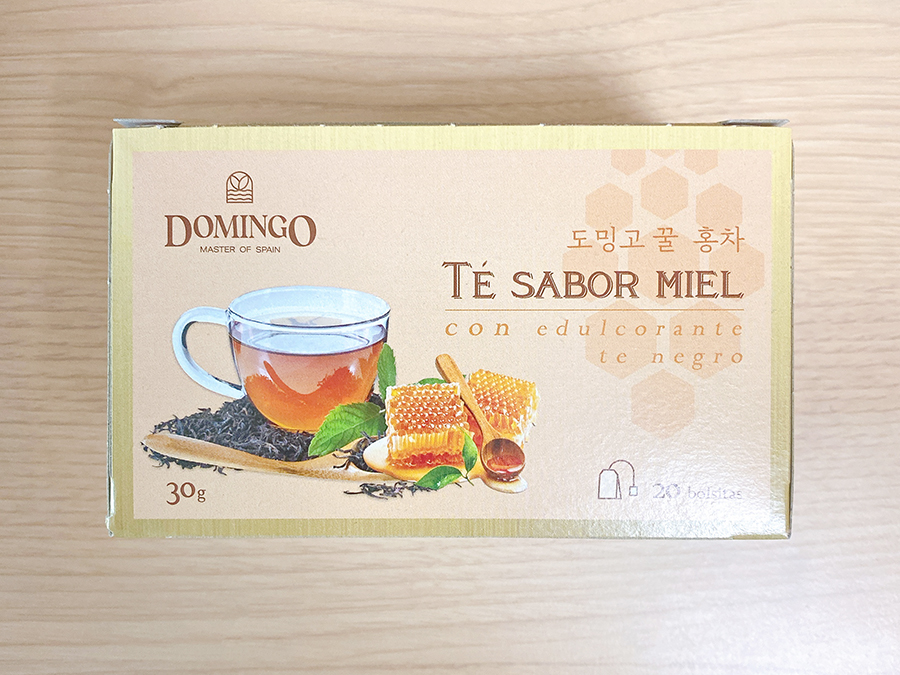 DOMINGO
MASTER OF SPAIN
도밍고 꿀 홍차
TÉ SABOR MIEL
con edulcorante
te negro
30g
20 bolsitas